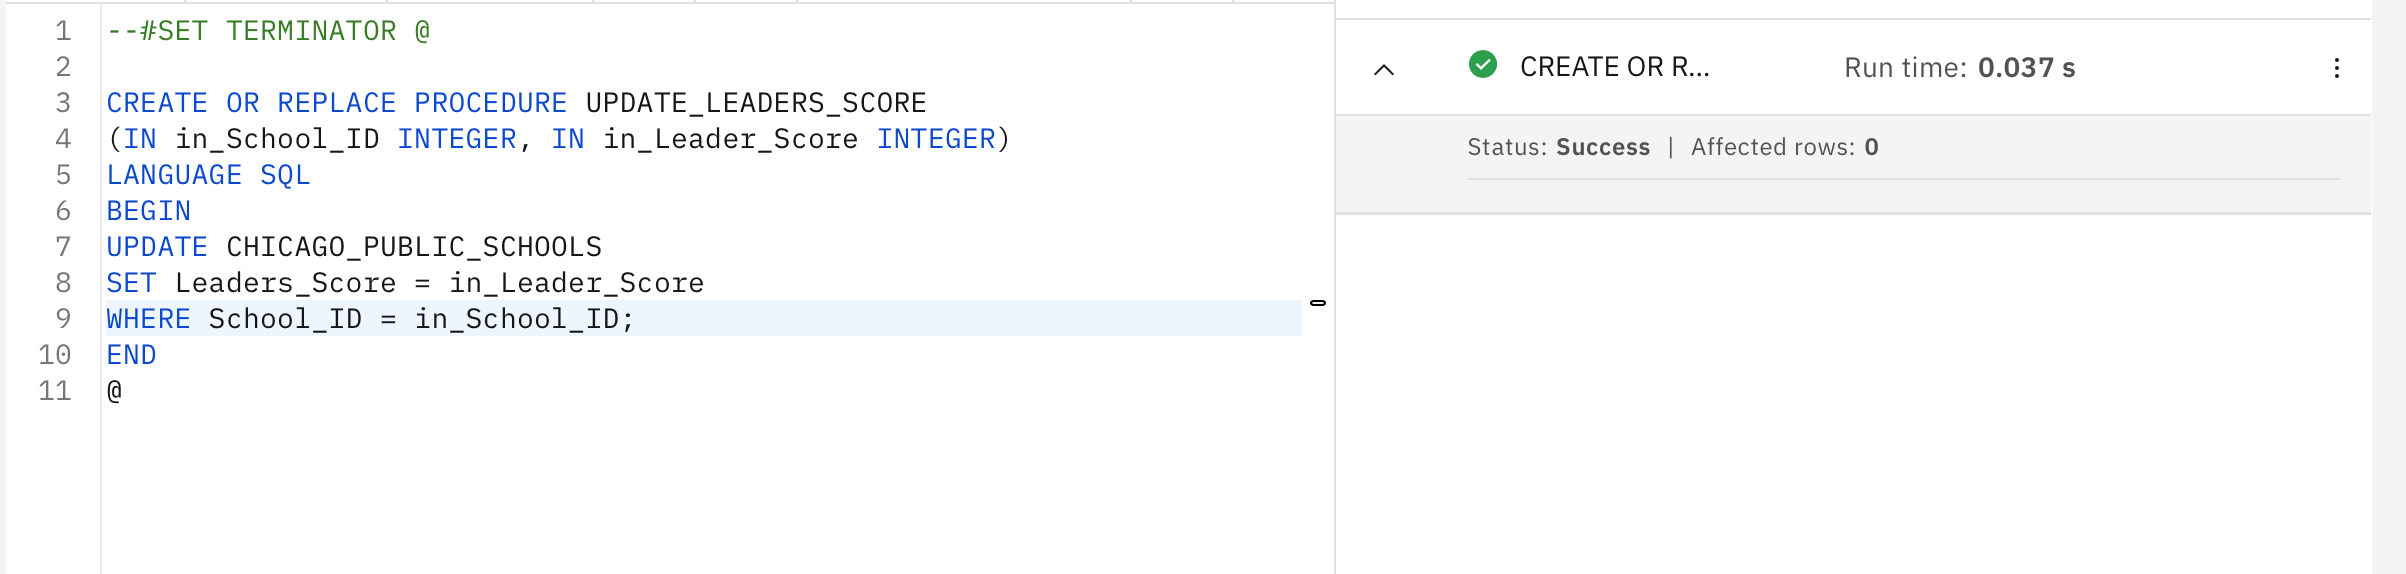 1 --#SET TERMINATOR @
2
3 CREATE OR REPLACE PROCEDURE UPDATE_LEADERS_SCORE
4 (IN in_School_ID INTEGER, IN in_Leader_Score INTEGER)
5 LANGUAGE SQL
6 BEGIN
7 UPDATE CHICAGO_PUBLIC_SCHOOLS
8 SET Leaders_Score = in_Leader_Score
9 WHERE School_ID = in_School_ID;
10 END
11 @
CREATE OR R... Run time: 0.037 s
Status: Success | Affected rows: 0